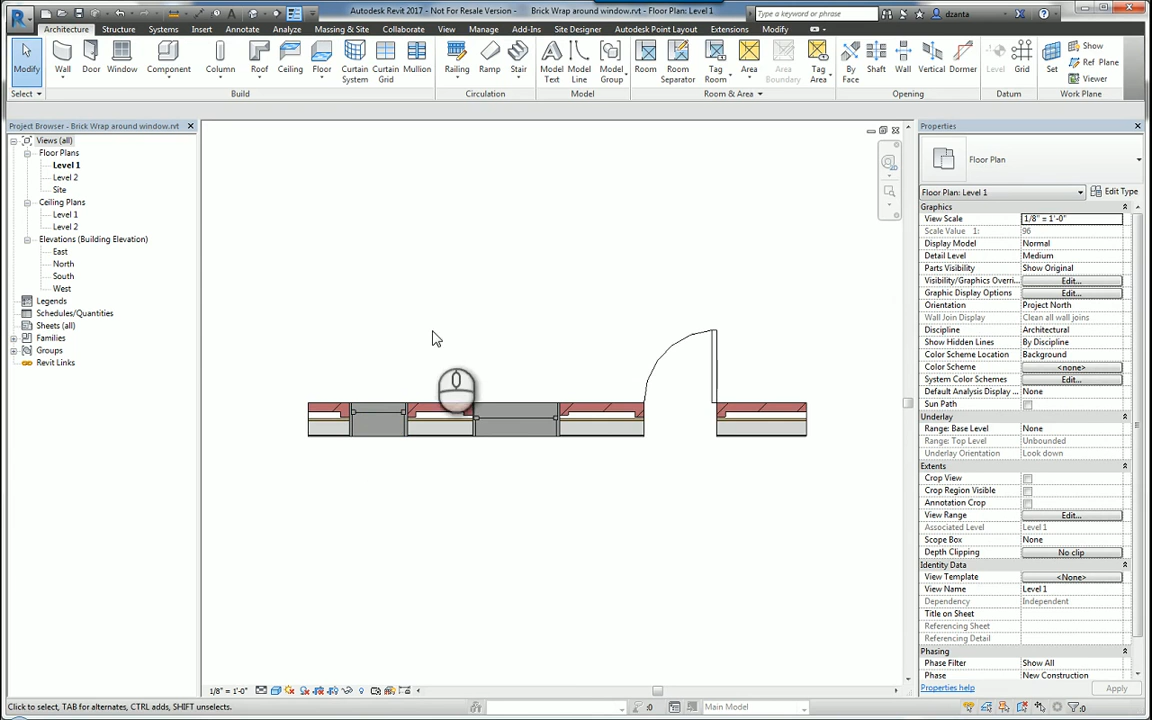 Autodesk Revit 2017 - Not For Resale Version - Brick Wrap around window.rvt - Floor Plan: Level 1
Type a keyword or phrase
dzanta
Architecture Structure Systems Insert Annotate Analyze Massing & Site Collaborate View Manage Add-Ins Site Designer Autodesk Point Layout Extensions Modify
Modify Wall Door Window Component Column Roof Ceiling Floor Curtain System Curtain Grid Mullion Railing Ramp Stair Model Text Model Line Model Group Room Room Separator Tag Room Area Area Boundary Tag Area By Face Shaft Wall Vertical Dormer Level Grid Set Show Ref Plane Viewer
Select Build Circulation Model Room & Area Opening Datum Work Plane
Project Browser - Brick Wrap around window.rvt
Views (all)
Floor Plans
Level 1
Level 2
Site
Ceiling Plans
Level 1
Level 2
Elevations (Building Elevation)
East
North
South
West
Legends
Schedules/Quantities
Sheets (all)
Families
Groups
Revit Links
Properties
Floor Plan
Floor Plan: Level 1 Edit Type
Graphics
View Scale 1/8" = 1'-0"
Scale Value 1: 96
Display Model Normal
Detail Level Medium
Parts Visibility Show Original
Visibility/Graphics Overri... Edit...
Graphic Display Options Edit...
Orientation Project North
Wall Join Display Clean all wall joins
Discipline Architectural
Show Hidden Lines By Discipline
Color Scheme Location Background
Color Scheme <none>
System Color Schemes Edit...
Default Analysis Display... None
Sun Path
Underlay
Range: Base Level None
Range: Top Level Unbounded
Underlay Orientation Look down
Extents
Crop View
Crop Region Visible
Annotation Crop
View Range Edit...
Associated Level Level 1
Scope Box None
Depth Clipping No clip
Identity Data
View Template <None>
View Name Level 1
Dependency Independent
Title on Sheet
Referencing Sheet
Referencing Detail
Phasing
Phase Filter Show All
Phase New Construction
Properties help Apply
1/8" = 1'-0"
Click to select, TAB for alternates, CTRL adds, SHIFT unselects.
:0
Main Model
:0